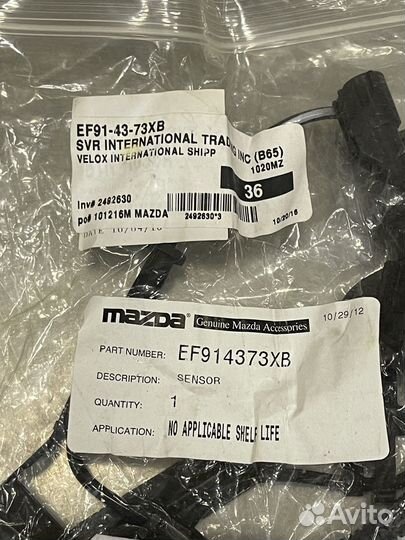 EF91-43-73XB
SVR INTERNATIONAL TRADING INC (B65)
VELOX INTERNATIONAL SHIPP
1020MZ
36
Inv# 2492630
po# 101216M MAZDA
2492630*3
10/20/16
DATE
mazda Genuine Mazda Accessories
10/29/12
PART NUMBER: EF914373XB
DESCRIPTION: SENSOR
QUANTITY: 1
APPLICATION: NO APPLICABLE SHELF LIFE
Avito